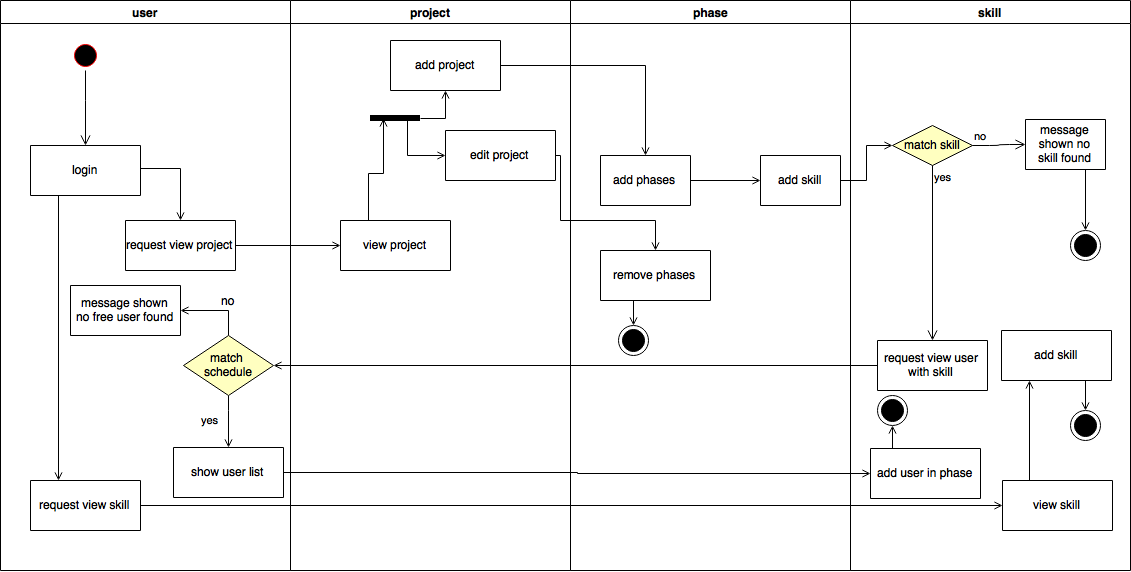 user
project
phase
skill
add project
login
edit project
match skill
no
message
shown no
skill found
yes
add phases
add skill
request view project
view project
remove phases
message shown
no free user found
no
match
schedule
yes
request view user
with skill
add skill
show user list
add user in phase
request view skill
view skill